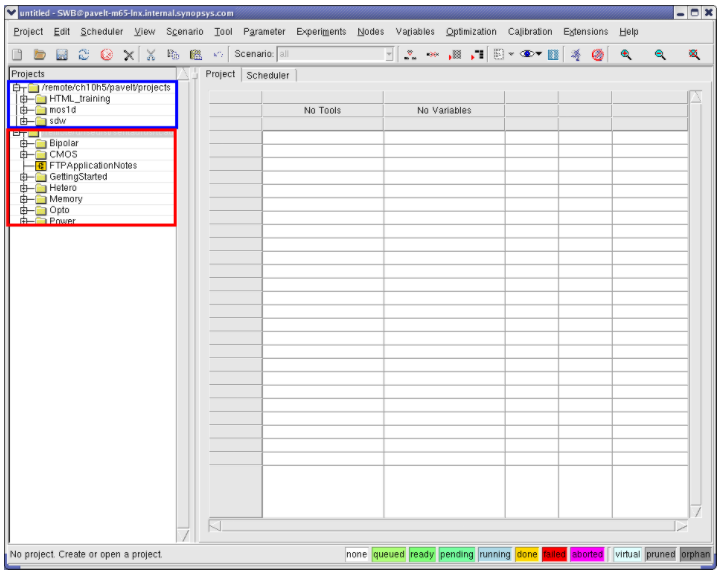 untitled - SWB@pavelt-m65-lnx.internal.synopsys.com
Project Edit Scheduler View Scenario Tool Parameter Experiments Nodes Variables Optimization Calibration Extensions Help
Scenario: all
Projects
Project Scheduler
/remote/ch10h5/pavelt/projects
HTML_training
mos1d
sdw
No Tools No Variables
Bipolar
CMOS
FTPApplicationNotes
GettingStarted
Hetero
Memory
Opto
Power
No project. Create or open a project.
none queued ready pending running done failed aborted virtual pruned orphan